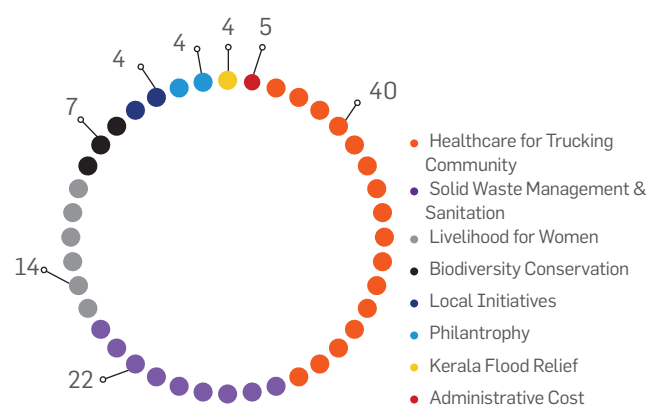 4
4
4
5
7
40
14
22
Healthcare for Trucking
Community
Solid Waste Management &
Sanitation
Livelihood for Women
Biodiversity Conservation
Local Initiatives
Philantrophy
Kerala Flood Relief
Administrative Cost